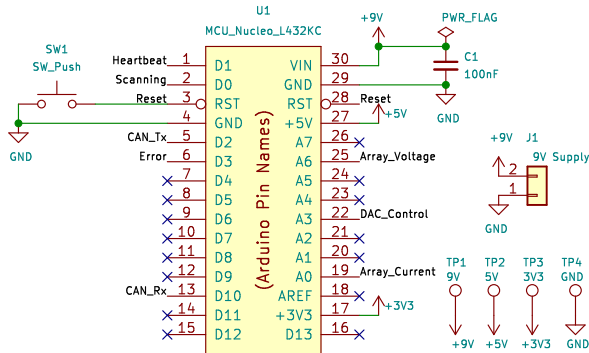 U1
MCU_Nucleo_L432KC
+9V
PWR_FLAG
SW1
SW_Push
Heartbeat 1 D1 VIN 30
C1
100nF
Scanning 2 D0 GND 29
Reset 3 RST RST 28 Reset
4 GND +5V 27 +5V
GND
GND
CAN_Tx 5 D2 A7 26
Error 6 D3 A6 25 Array_Voltage
7 D4 A5 24
8 D5 A4 23
9 D6 A3 22 DAC_Control
10 D7 A2 21
11 D8 A1 20
12 D9 A0 19 Array_Current
CAN_Rx 13 D10 AREF 18
14 D11 +3V3 17 +3V3
15 D12 D13 16
(Arduino Pin Names)
+9V
J1
9V Supply
2
1
GND
TP1 TP2 TP3 TP4
9V 5V 3V3 GND
+9V +5V +3V3 GND